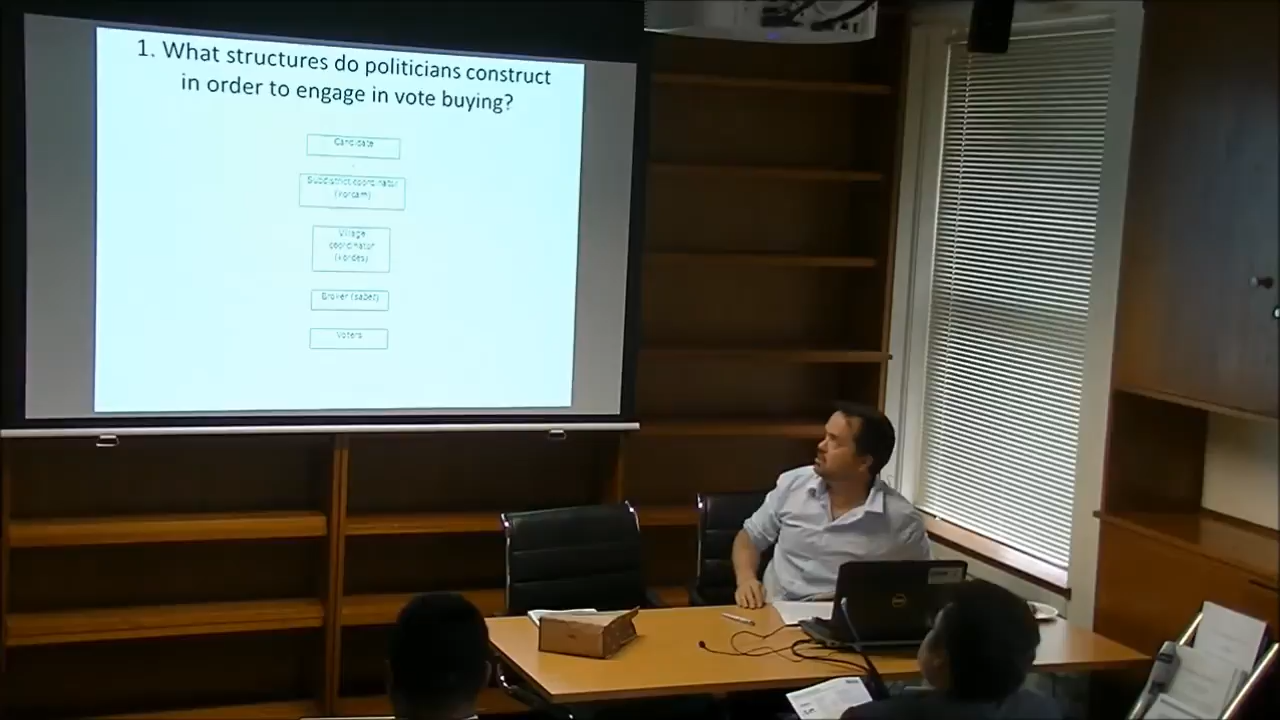 1. What structures do politicians construct
in order to engage in vote buying?
Candidate
Subdistrict coordinator
(korcam)
Village
coordinator
(kordes)
Broker (sabet)
Voters
DELL